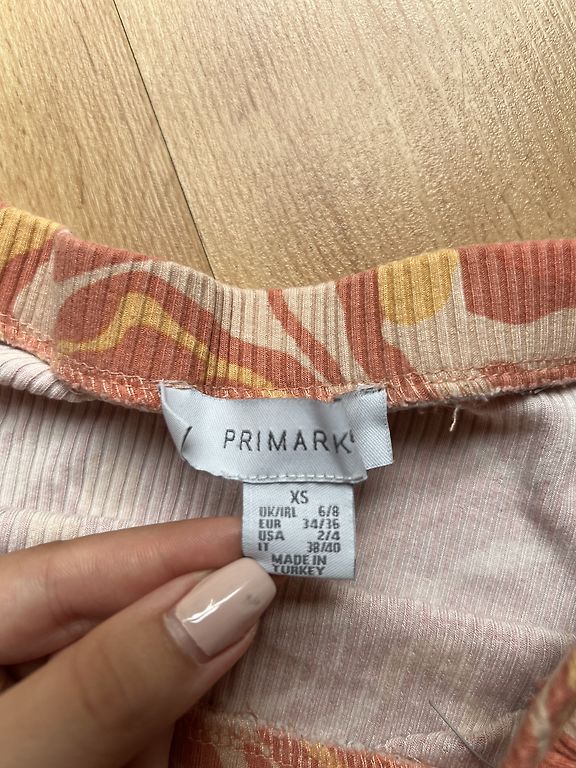 PRIMARK
XS
UK/IRL 6/8
EUR 34/36
USA 2/4
IT 38/40
MADE IN
TURKEY